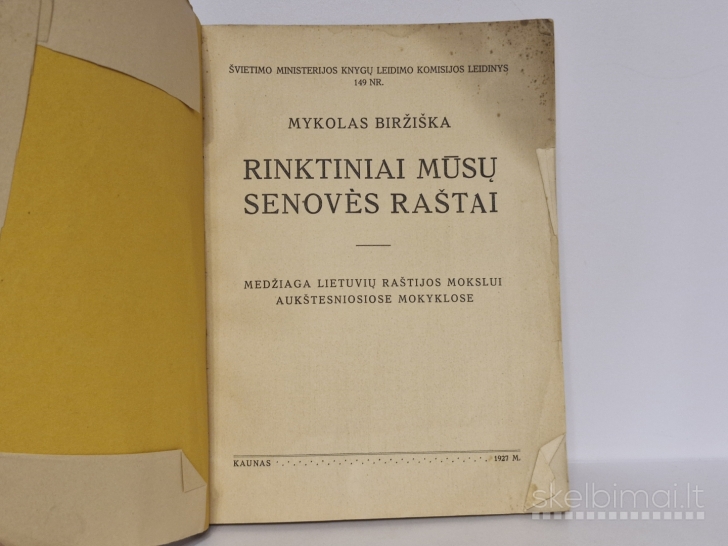 ŠVIETIMO MINISTERIJOS KNYGŲ LEIDIMO KOMISIJOS LEIDINYS
149 NR.
MYKOLAS BIRŽIŠKA
RINKTINIAI MŪSŲ
SENOVĖS RAŠTAI
MEDŽIAGA LIETUVIŲ RAŠTIJOS MOKSLUI
AUKŠTESNIOSIOSE MOKYKLOSE
KAUNAS 1927 M.
skelbimai.lt